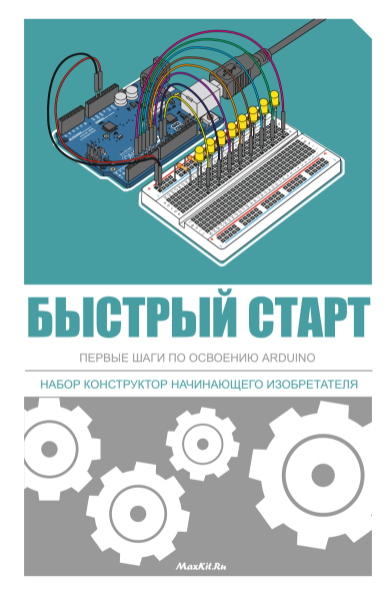 БЫСТРЫЙ СТАРТ
ПЕРВЫЕ ШАГИ ПО ОСВОЕНИЮ ARDUINO
НАБОР КОНСТРУКТОР НАЧИНАЮЩЕГО ИЗОБРЕТАТЕЛЯ
MaxKit.Ru